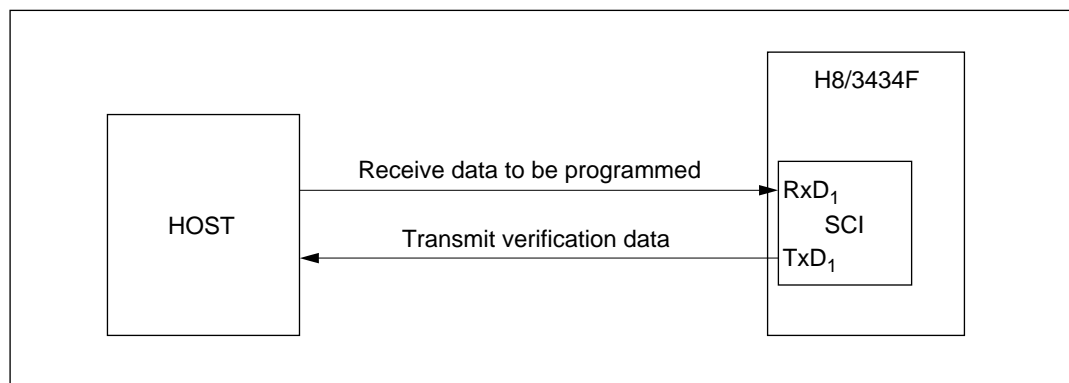 H8/3434F
Receive data to be programmed
RxD1
HOST
SCI
Transmit verification data
TxD1